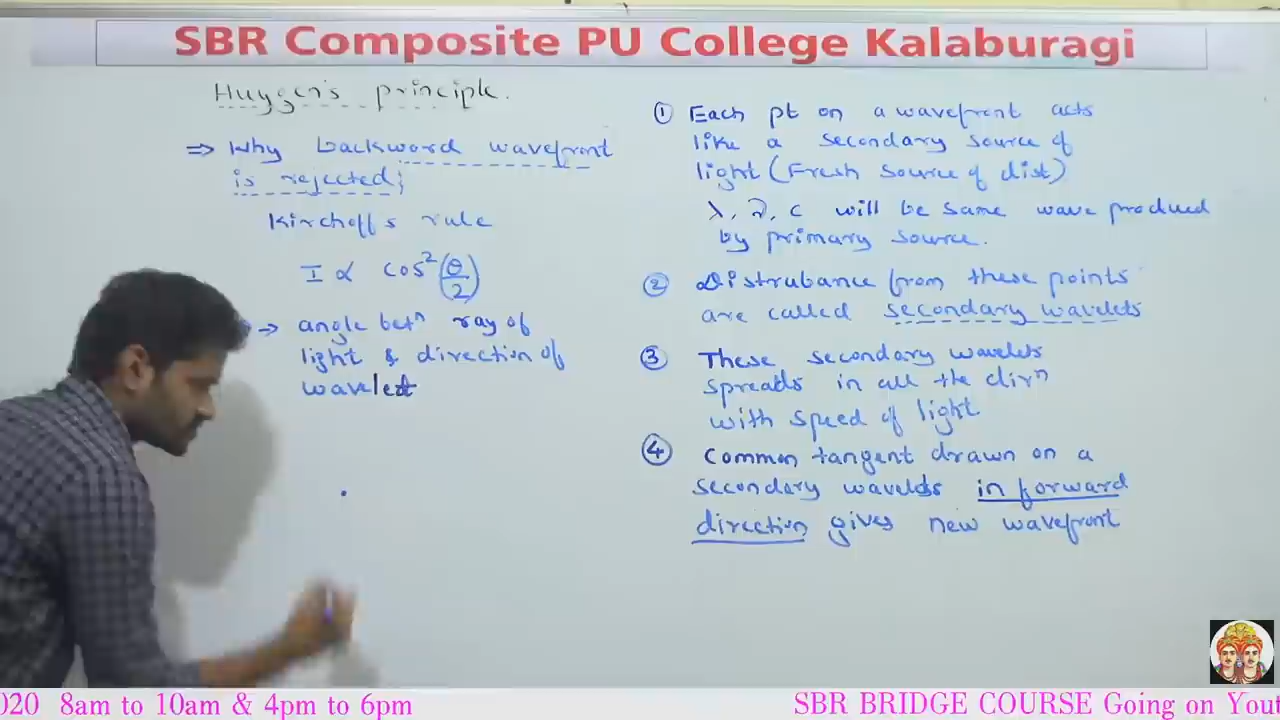 SBR Composite PU College Kalaburagi
Huygen's principle.
⇒ Why backward wavefront
is rejected;
Kirchoff's rule
I ∝ cos²(θ/2)
→ angle betⁿ ray of
light & direction of
wavelet
① Each pt on a wavefront acts
like a secondary source of
light (Fresh source of dist)
λ, ν, c will be same wave produced
by primary source.
② Distrubance from these points
are called secondary wavelets
③ These secondary wavelets
spreads in all the dirⁿ
with speed of light
④ Common tangent drawn on a
secondary wavelets in forward
direction gives new wavefront
020 8am to 10am & 4pm to 6pm
SBR BRIDGE COURSE Going on Yout